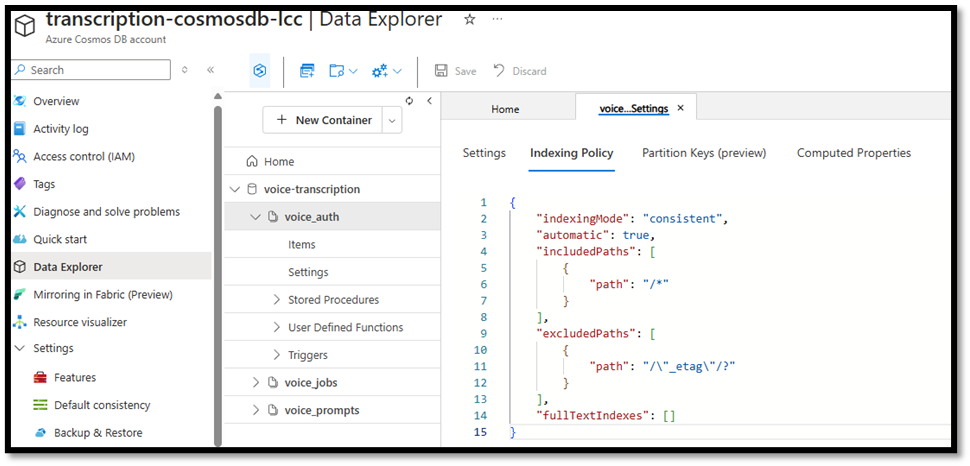 transcription-cosmosdb-lcc | Data Explorer
Azure Cosmos DB account
Search
Overview
Activity log
Access control (IAM)
Tags
Diagnose and solve problems
Quick start
Data Explorer
Mirroring in Fabric (Preview)
Resource visualizer
Settings
Features
Default consistency
Backup & Restore
New Container
Home
voice-transcription
voice_auth
Items
Settings
Stored Procedures
User Defined Functions
Triggers
voice_jobs
voice_prompts
Save Discard
Home voice...Settings
Settings Indexing Policy Partition Keys (preview) Computed Properties
1 {
2 "indexingMode": "consistent",
3 "automatic": true,
4 "includedPaths": [
5 {
6 "path": "/*"
7 }
8 ],
9 "excludedPaths": [
10 {
11 "path": "/\"_etag\"/?"
12 }
13 ],
14 "fullTextIndexes": []
15 }